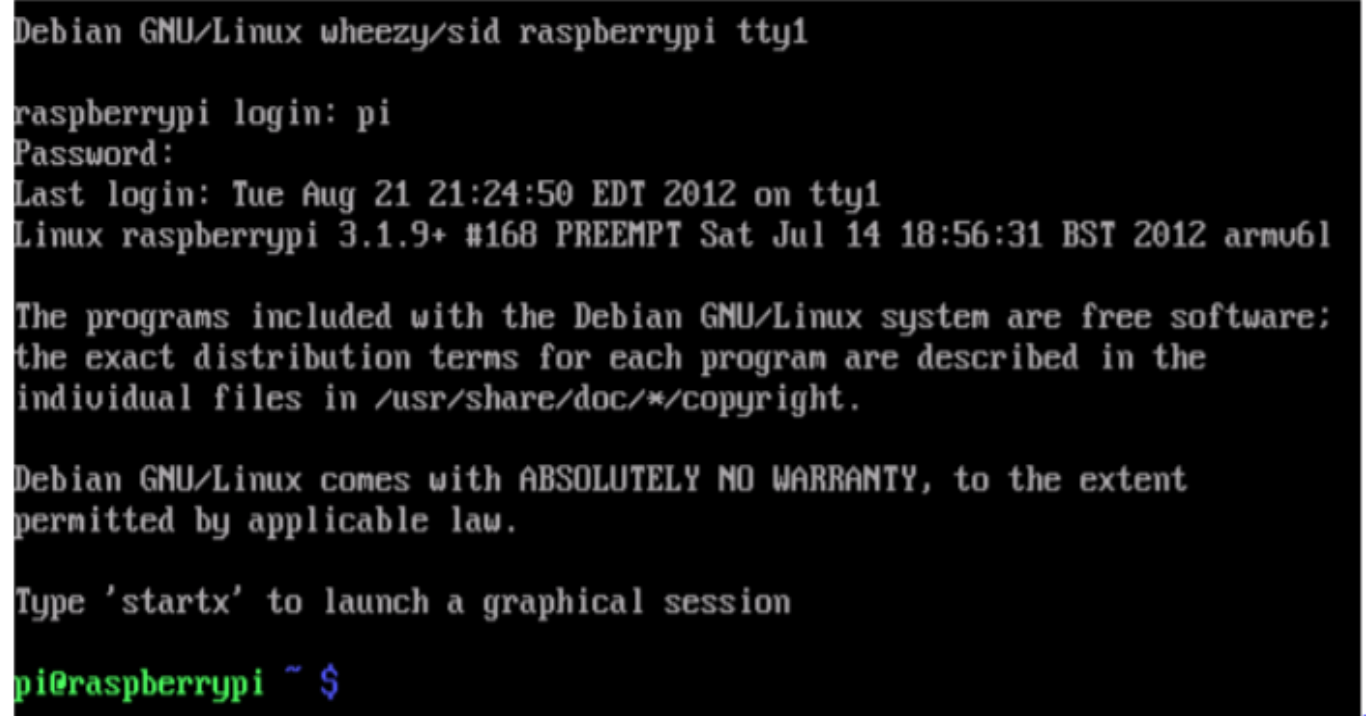 Debian GNU/Linux wheezy/sid raspberrypi tty1
raspberrypi login: pi
Password:
Last login: Tue Aug 21 21:24:50 EDT 2012 on tty1
Linux raspberrypi 3.1.9+ #168 PREEMPT Sat Jul 14 18:56:31 BST 2012 armv6l
The programs included with the Debian GNU/Linux system are free software;
the exact distribution terms for each program are described in the
individual files in /usr/share/doc/*/copyright.
Debian GNU/Linux comes with ABSOLUTELY NO WARRANTY, to the extent
permitted by applicable law.
Type 'startx' to launch a graphical session
pi@raspberrypi ~ $